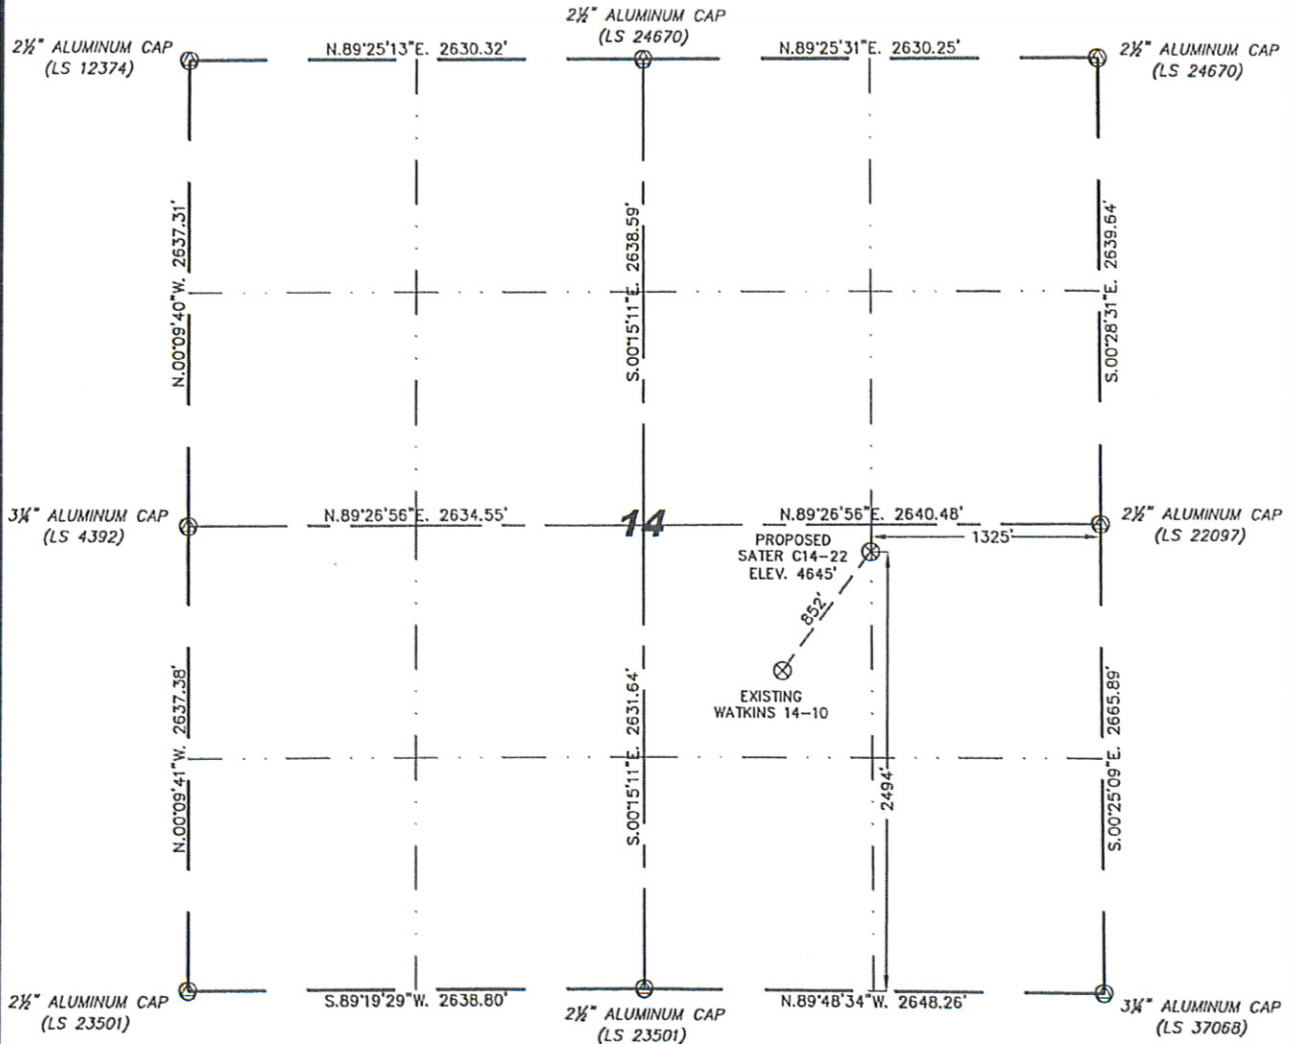 2½" ALUMINUM CAP
(LS 24670)
2½" ALUMINUM CAP
(LS 12374)
N.89°25'13"E. 2630.32'
N.89°25'31"E. 2630.25'
2½" ALUMINUM CAP
(LS 24670)
N.00°09'40"W. 2637.31'
S.00°15'11"E. 2638.59'
S.00°28'31"E. 2639.64'
3¼" ALUMINUM CAP
(LS 4392)
N.89°26'56"E. 2634.55'
14
N.89°26'56"E. 2640.48'
2½" ALUMINUM CAP
(LS 22097)
1325'
PROPOSED
SATER C14-22
ELEV. 4645'
852'
EXISTING
WATKINS 14-10
N.00°09'41"W. 2637.38'
S.00°15'11"E. 2631.64'
2494'
S.00°25'09"E. 2665.89'
2½" ALUMINUM CAP
(LS 23501)
S.89°19'29"W. 2638.80'
2½" ALUMINUM CAP
(LS 23501)
N.89°48'34"W. 2648.26'
3¼" ALUMINUM CAP
(LS 37068)